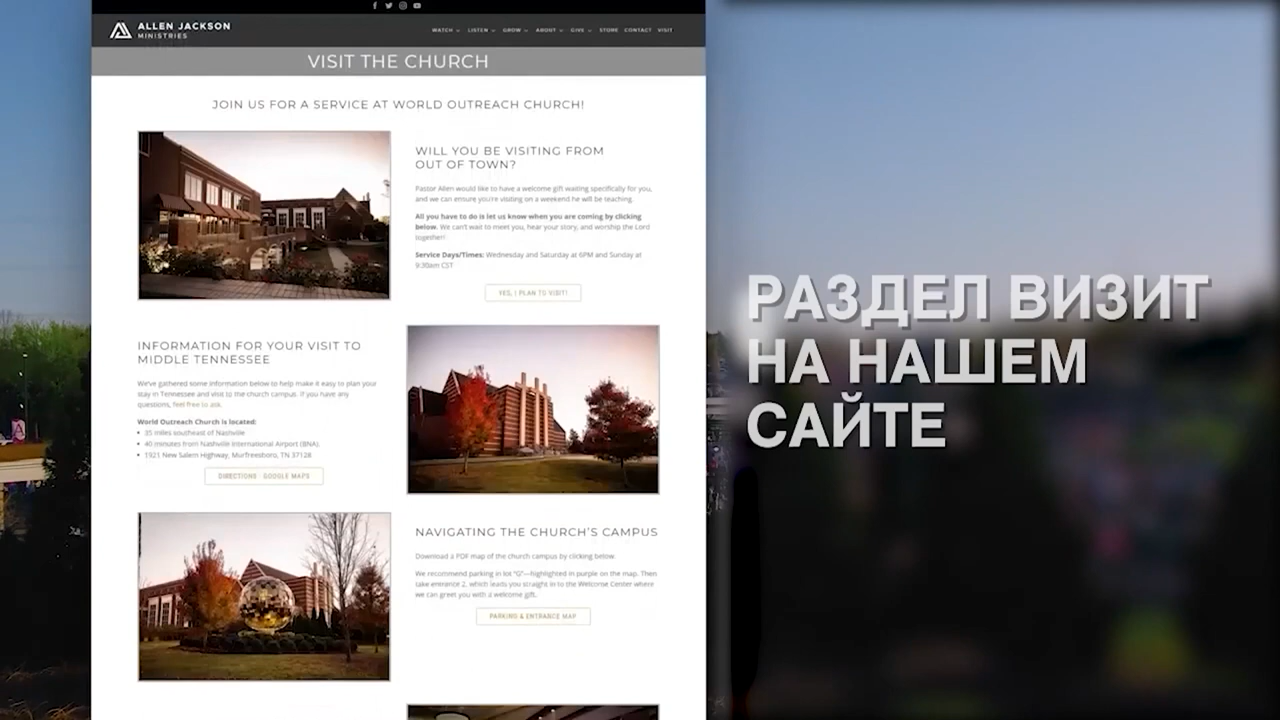 ALLEN JACKSON
MINISTRIES
WATCH
LISTEN
GROW
ABOUT
GIVE
STORE
CONTACT
VISIT
VISIT THE CHURCH
JOIN US FOR A SERVICE AT WORLD OUTREACH CHURCH!
WILL YOU BE VISITING FROM
OUT OF TOWN?
Pastor Allen would like to have a welcome gift waiting specifically for you,
and we can ensure you're visiting on a weekend he will be teaching.
All you have to do is let us know when you are coming by clicking
below. We can't wait to meet you, hear your story, and worship the Lord
together!
Service Days/Times: Wednesday and Saturday at 6PM and Sunday at
9:30am CST
YES, I PLAN TO VISIT!
INFORMATION FOR YOUR VISIT TO
MIDDLE TENNESSEE
We've gathered some information below to help make it easy to plan your
stay in Tennessee and visit to the church campus. If you have any
questions, feel free to ask.
World Outreach Church is located:
• 35 miles southeast of Nashville
• 40 minutes from Nashville International Airport (BNA).
• 1921 New Salem Highway, Murfreesboro, TN 37128
DIRECTIONS - GOOGLE MAPS
NAVIGATING THE CHURCH'S CAMPUS
Download a PDF map of the church campus by clicking below.
We recommend parking in lot "G"—highlighted in purple on the map. Then
take entrance 2, which leads you straight in to the Welcome Center where
we can greet you with a welcome gift.
PARKING & ENTRANCE MAP
РАЗДЕЛ ВИЗИТ
НА НАШЕМ
САЙТЕ